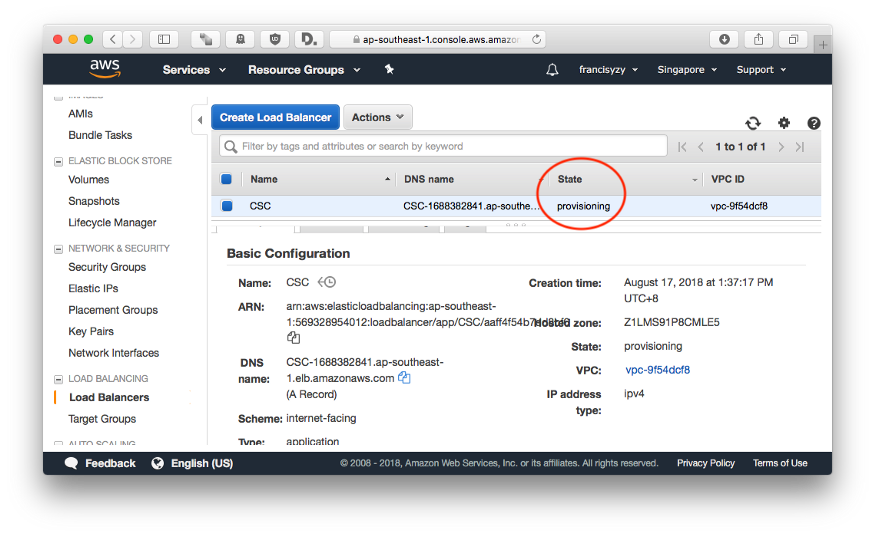 ap-southeast-1.console.aws.amazon
aws
Services
Resource Groups
francisyzy
Singapore
Support
AMIs
Bundle Tasks
ELASTIC BLOCK STORE
Volumes
Snapshots
Lifecycle Manager
NETWORK & SECURITY
Security Groups
Elastic IPs
Placement Groups
Key Pairs
Network Interfaces
LOAD BALANCING
Load Balancers
Target Groups
AUTO SCALING
Create Load Balancer
Actions
Filter by tags and attributes or search by keyword
1 to 1 of 1
Name DNS name State VPC ID
CSC CSC-1688382841.ap-southe... provisioning vpc-9f54dcf8
Basic Configuration
Name: CSC
ARN: arn:aws:elasticloadbalancing:ap-southeast-
1:569328954012:loadbalancer/app/CSC/
DNS name: CSC-1688382841.ap-southeast-
1.elb.amazonaws.com
(A Record)
Scheme: internet-facing
Type: application
Creation time: August 17, 2018 at 1:37:17 PM
UTC+8
Hosted zone: Z1LMS91P8CMLE5
State: provisioning
VPC: vpc-9f54dcf8
IP address type: ipv4
Feedback
English (US)
© 2008 - 2018, Amazon Web Services, Inc. or its affiliates. All rights reserved.
Privacy Policy
Terms of Use